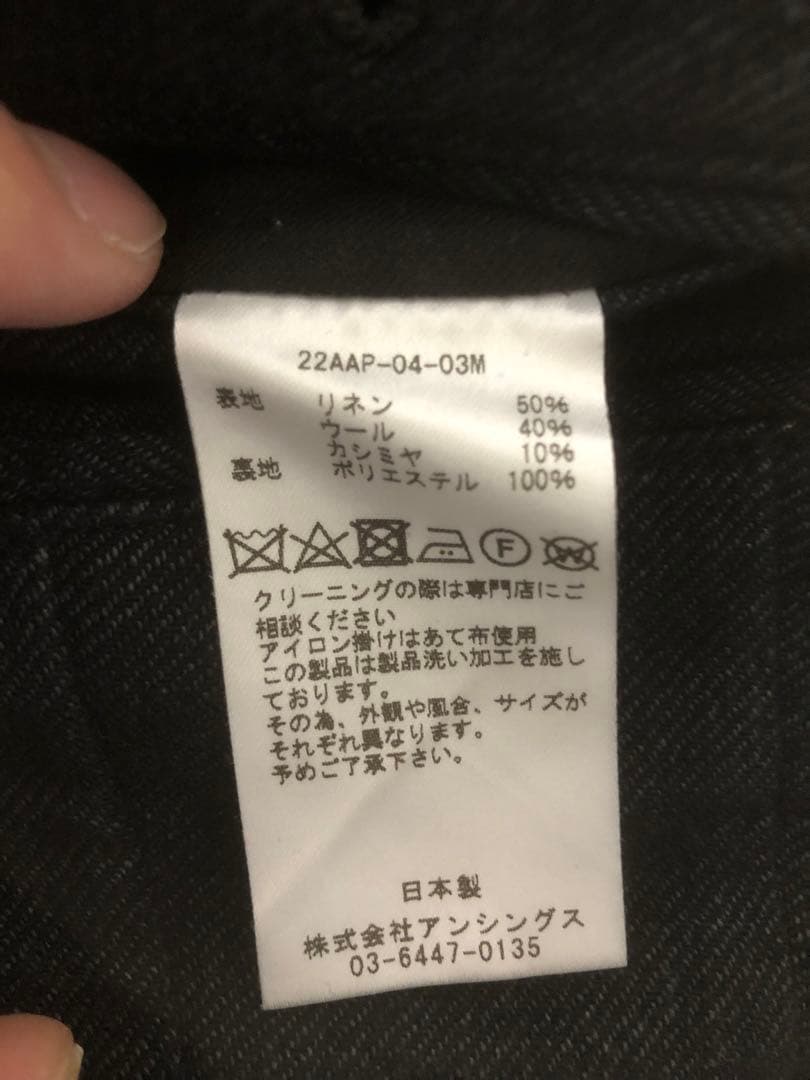 22AAP-04-03M
表地 リネン 50%
ウール 40%
カシミヤ 10%
裏地 ポリエステル 100%
F W
クリーニングの際は専門店にご
相談ください
アイロン掛けはあて布使用
この製品は製品洗い加工を施し
ております。
その為、外観や風合、サイズが
それぞれ異なります。
予めご了承下さい。
日本製
株式会社アンシングス
03-6447-0135